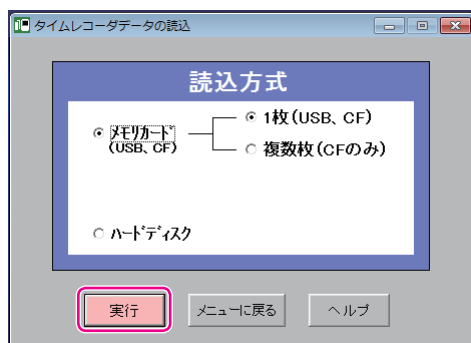 タイムレコーダデータの読込
読込方式
メモリカード
(USB、CF)
1枚(USB、CF)
複数枚(CFのみ)
ハードディスク
実行
メニューに戻る
ヘルプ